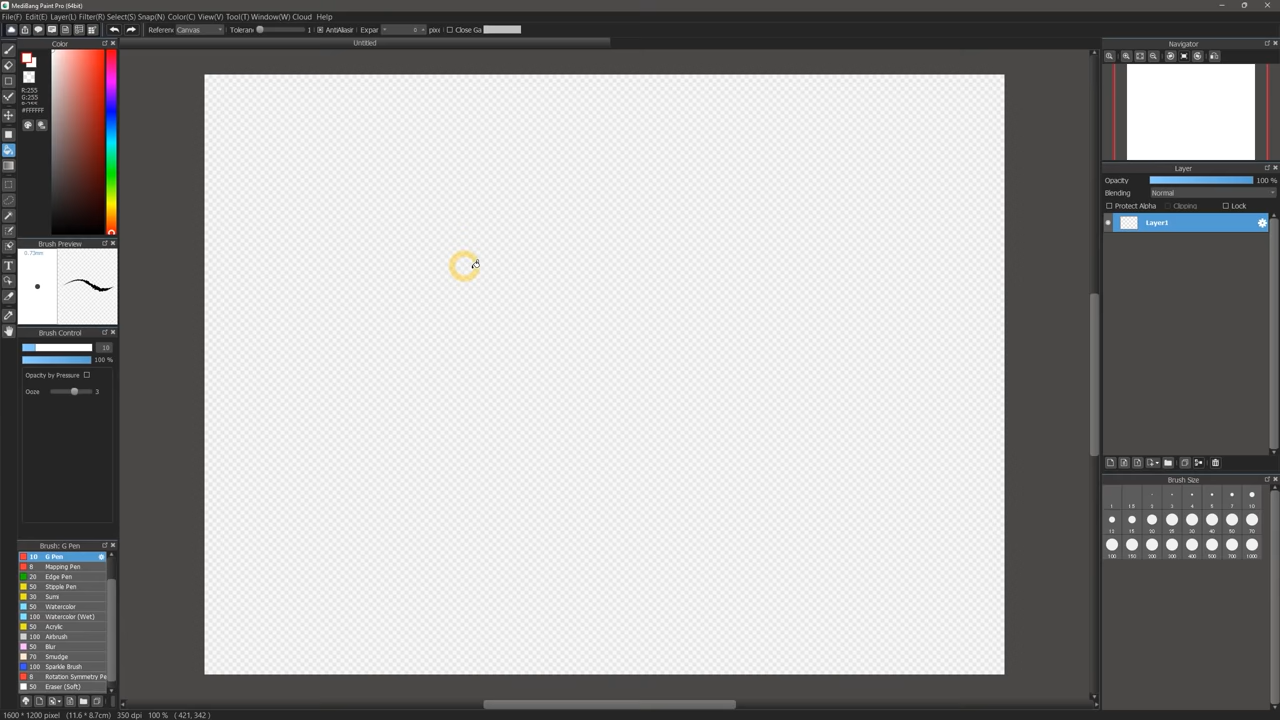 MediBang Paint Pro (64bit)
File(F) Edit(E) Layer(L) Filter(R) Select(S) Snap(N) Color(C) View(V) Tool(T) Window(W) Cloud Help
Referenc Canvas Toleran 1 AntiAliasir Expar 0 pixe Close Ga
Color
Untitled
Navigator
R:255
G:255
B:255
#FFFFFF
Layer
Opacity 100 %
Blending Normal
Protect Alpha Clipping Lock
Layer1
Brush Preview
0.73mm
Brush Control
10
100 %
Opacity by Pressure
Ooze 3
Brush Size
1 1.5 2 3 4 5 7 10
12 15 20 25 30 40 50 70
100 150 200 300 400 500 700 1000
Brush: G Pen
10 G Pen
8 Mapping Pen
20 Edge Pen
50 Stipple Pen
30 Sumi
50 Watercolor
100 Watercolor (Wet)
50 Acrylic
100 Airbrush
50 Blur
70 Smudge
100 Sparkle Brush
8 Rotation Symmetry Pe
50 Eraser (Soft)
1600 * 1200 pixel (11.6 * 8.7cm) 350 dpi 100 % ( 421, 342 )